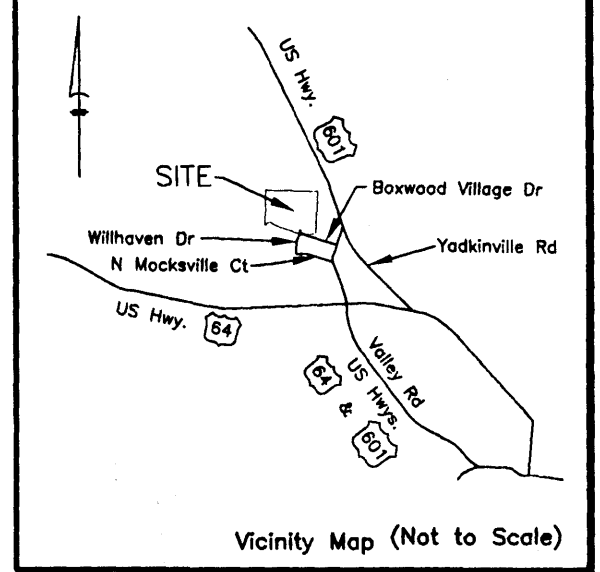 US Hwy.
601
SITE
Boxwood Village Dr
Willhaven Dr
Yadkinville Rd
N Mocksville Ct
US Hwy.
64
Valley Rd
US Hwys.
64
&
601
Vicinity Map (Not to Scale)